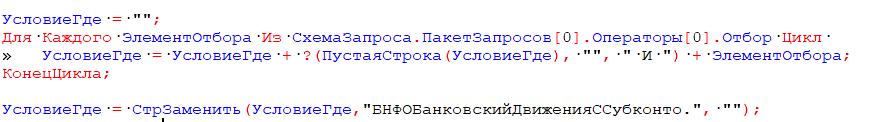 УсловиеГде = "";
Для Каждого ЭлементОтбора Из СхемаЗапроса.ПакетЗапросов[0].Операторы[0].Отбор Цикл
» УсловиеГде = УсловиеГде + ?(ПустаяСтрока(УсловиеГде), "", " И ") + ЭлементОтбора;
КонецЦикла;
УсловиеГде = СтрЗаменить(УсловиеГде,"БНФОБанковскийДвиженияССубконто.", "");